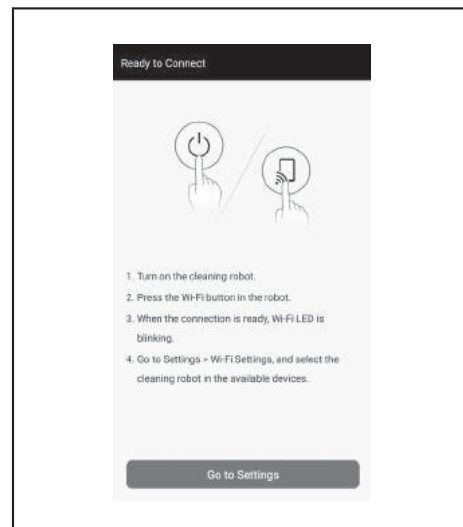 Ready to Connect
1. Turn on the cleaning robot.
2. Press the Wi-Fi button in the robot.
3. When the connection is ready, Wi-Fi LED is
blinking.
4. Go to Settings > Wi-Fi Settings, and select the
cleaning robot in the available devices.
Go to Settings